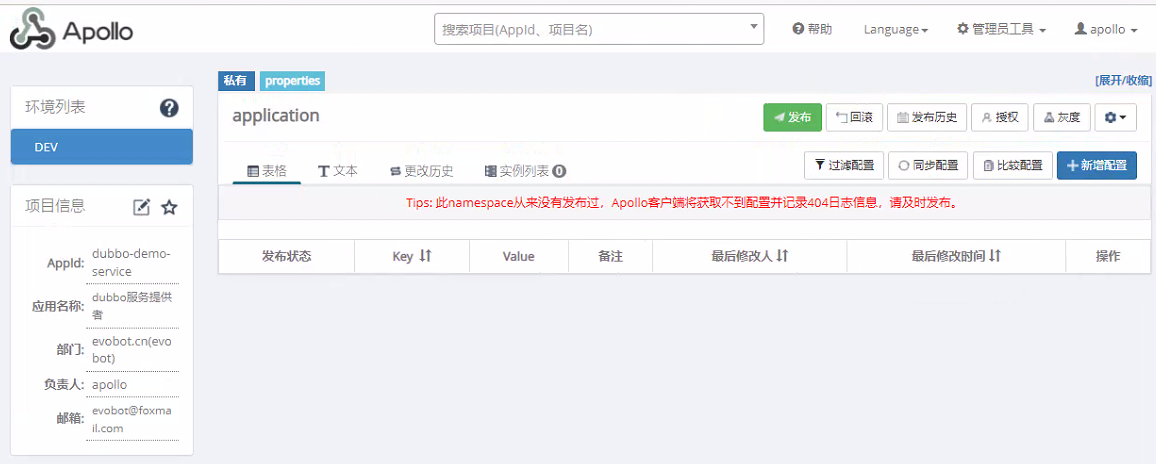 Apollo
搜索项目(AppId、项目名)
帮助
Language
管理员工具
apollo
环境列表
DEV
项目信息
AppId:
dubbo-demo-
service
应用名称:
dubbo服务提供
者
部门:
evobot.cn(evo
bot)
负责人:
apollo
邮箱:
evobot@foxma
il.com
私有
properties
[展开/收缩]
application
发布
回滚
发布历史
授权
灰度
表格
文本
更改历史
实例列表 0
过滤配置
同步配置
比较配置
新增配置
Tips: 此namespace从来没有发布过，Apollo客户端将获取不到配置并记录404日志信息，请及时发布。
发布状态
Key
Value
备注
最后修改人
最后修改时间
操作